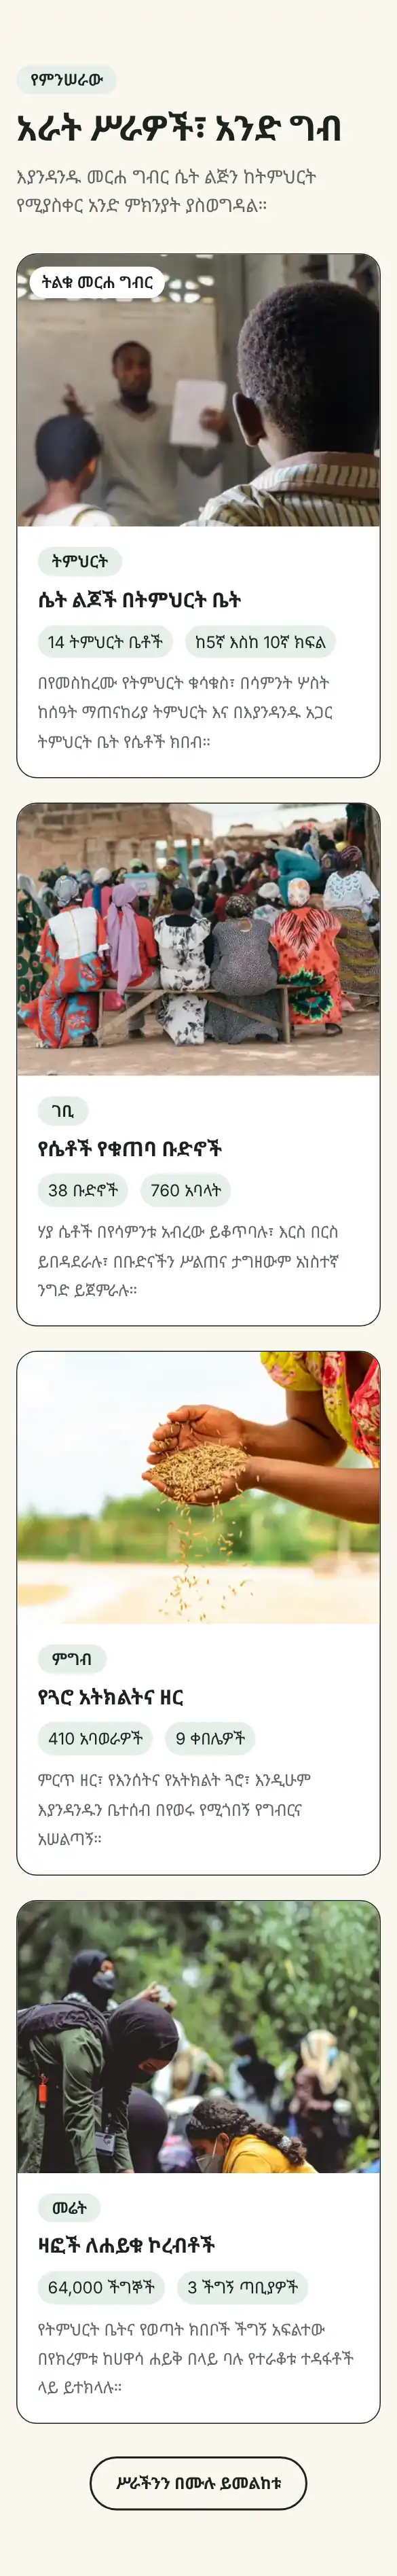 የምንሠራው
አራት ሥራዎች፣ አንድ ግብ
እያንዳንዱ መርሐ ግብር ሴት ልጅን ከትምህርት
የሚያስቀር አንድ ምክንያት ያስወግዳል።
ትልቁ መርሐ ግብር
ትምህርት
ሴት ልጆች በትምህርት ቤት
14 ትምህርት ቤቶች
ከ5ኛ እስከ 10ኛ ክፍል
በየመስከረሙ የትምህርት ቁሳቁስ፣ በሳምንት ሦስት
ከሰዓት ማጠናከሪያ ትምህርት እና በእያንዳንዱ አጋር
ትምህርት ቤት የሴቶች ክበብ።
ገቢ
የሴቶች የቁጠባ ቡድኖች
38 ቡድኖች
760 አባላት
ሃያ ሴቶች በየሳምንቱ አብረው ይቆጥባሉ፣ እርስ በርስ
ይበዳደራሉ፣ በቡድናችን ሥልጠና ታግዘውም አነስተኛ
ንግድ ይጀምራሉ።
ምግብ
የጓሮ አትክልትና ዘር
410 አባወራዎች
9 ቀበሌዎች
ምርጥ ዘር፣ የእንሰትና የአትክልት ጓሮ፣ እንዲሁም
እያንዳንዱን ቤተሰብ በየወሩ የሚጎበኝ የግብርና
አሠልጣኝ።
መሬት
ዛፎች ለሐይቁ ኮረብቶች
64,000 ችግኞች
3 ችግኝ ጣቢያዎች
የትምህርት ቤትና የወጣት ክበቦች ችግኝ አፍልተው
በየክረምቱ ከሀዋሳ ሐይቅ በላይ ባሉ የተራቆቱ ተዳፋቶች
ላይ ይተክላሉ።
ሥራችንን በሙሉ ይመልከቱ